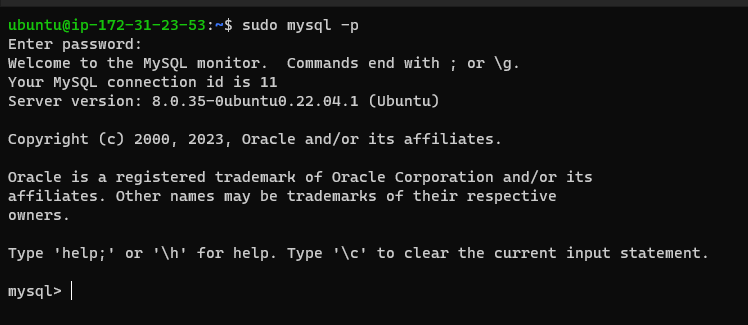 ubuntu@ip-172-31-23-53:~$ sudo mysql -p
Enter password:
Welcome to the MySQL monitor.  Commands end with ; or \g.
Your MySQL connection id is 11
Server version: 8.0.35-0ubuntu0.22.04.1 (Ubuntu)

Copyright (c) 2000, 2023, Oracle and/or its affiliates.

Oracle is a registered trademark of Oracle Corporation and/or its
affiliates. Other names may be trademarks of their respective
owners.

Type 'help;' or '\h' for help. Type '\c' to clear the current input statement.

mysql>